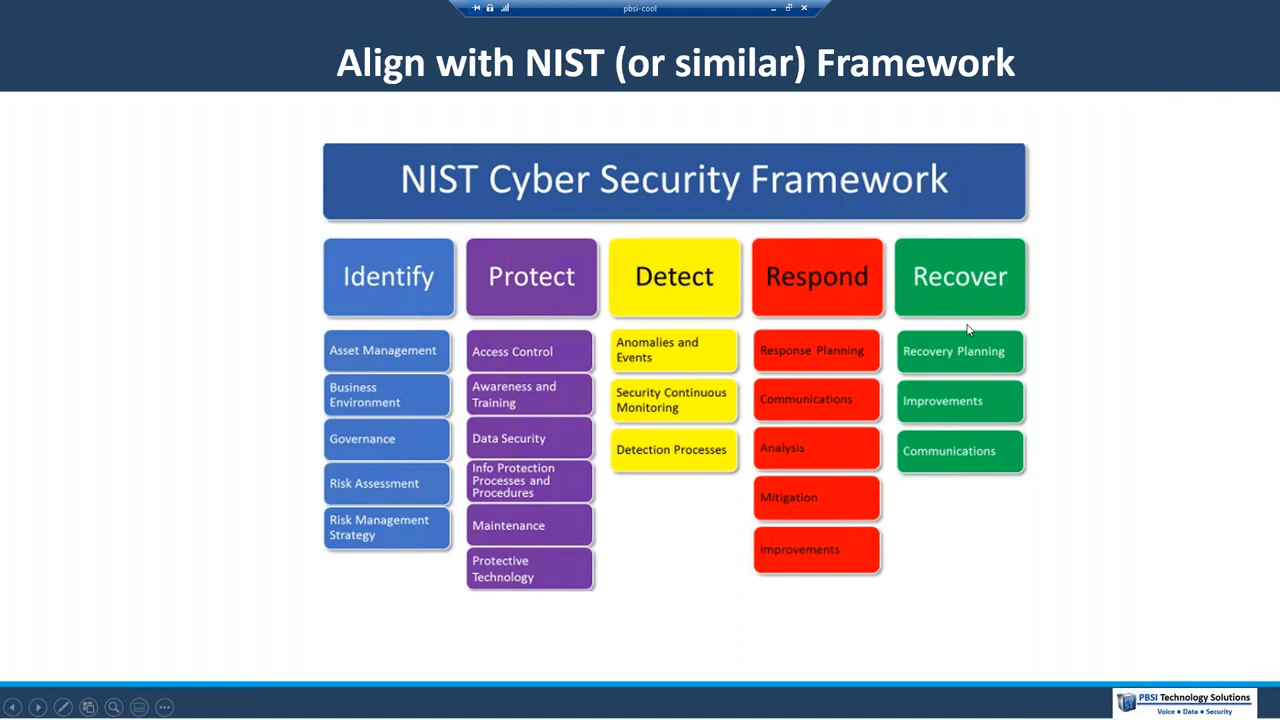 pbsi-cool
Align with NIST (or similar) Framework
NIST Cyber Security Framework
Identify
Protect
Detect
Respond
Recover
Asset Management
Business
Environment
Governance
Risk Assessment
Risk Management
Strategy
Access Control
Awareness and
Training
Data Security
Info Protection
Processes and
Procedures
Maintenance
Protective
Technology
Anomalies and
Events
Security Continuous
Monitoring
Detection Processes
Response Planning
Communications
Analysis
Mitigation
Improvements
Recovery Planning
Improvements
Communications
PBSI Technology Solutions
Voice • Data • Security